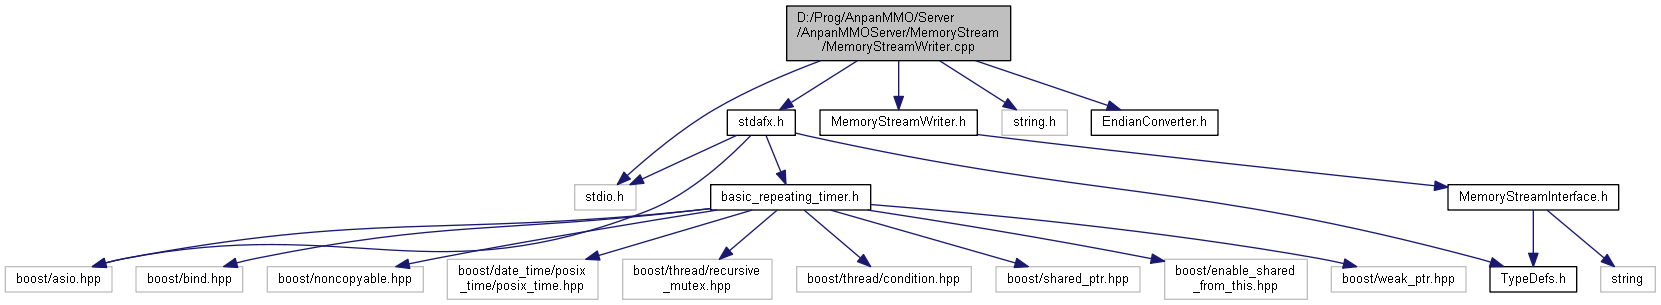 D:/Prog/AnpanMMO/Server
/AnpanMMOServer/MemoryStream
/MemoryStreamWriter.cpp
stdafx.h
MemoryStreamWriter.h
string.h
EndianConverter.h
stdio.h
basic_repeating_timer.h
MemoryStreamInterface.h
boost/asio.hpp
boost/bind.hpp
boost/noncopyable.hpp
boost/date_time/posix
_time/posix_time.hpp
boost/thread/recursive
_mutex.hpp
boost/thread/condition.hpp
boost/shared_ptr.hpp
boost/enable_shared
_from_this.hpp
boost/weak_ptr.hpp
TypeDefs.h
string